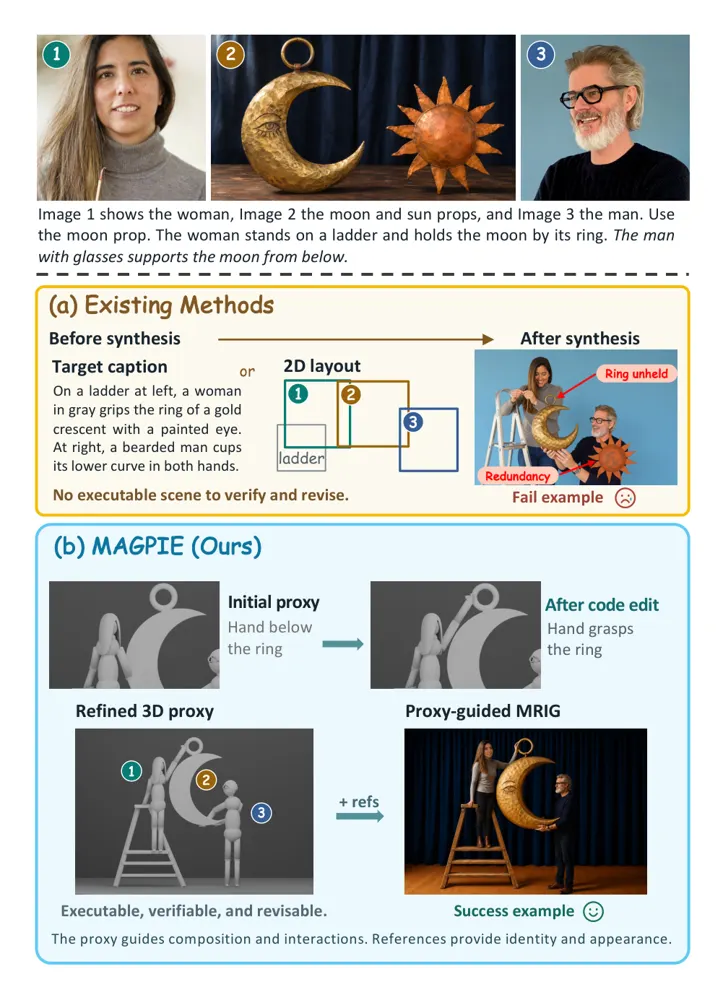 1
2
3
Image 1 shows the woman, Image 2 the moon and sun props, and Image 3 the man. Use
the moon prop. The woman stands on a ladder and holds the moon by its ring. The man
with glasses supports the moon from below.
(a) Existing Methods
Before synthesis
After synthesis
Target caption
or
2D layout
On a ladder at left, a woman
in gray grips the ring of a gold
crescent with a painted eye.
At right, a bearded man cups
its lower curve in both hands.
1
2
3
ladder
Ring unheld
Redundancy
No executable scene to verify and revise.
Fail example
(b) MAGPIE (Ours)
Initial proxy
Hand below
the ring
After code edit
Hand grasps
the ring
Refined 3D proxy
Proxy-guided MRIG
1
2
3
+ refs
Executable, verifiable, and revisable.
Success example
The proxy guides composition and interactions. References provide identity and appearance.